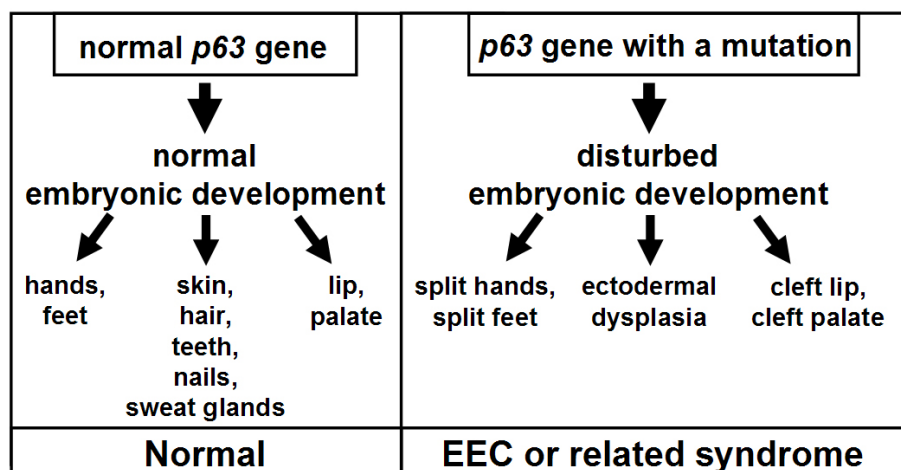 normal p63 gene
normal
embryonic development
hands,
feet
skin,
hair,
teeth,
nails,
sweat glands
lip,
palate
Normal
p63 gene with a mutation
disturbed
embryonic development
split hands,
split feet
ectodermal
dysplasia
cleft lip,
cleft palate
EEC or related syndrome